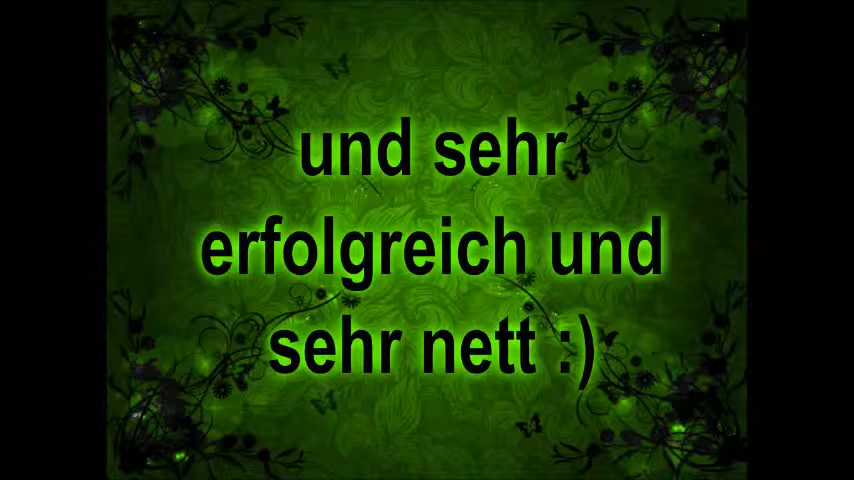 und sehr
erfolgreich und
sehr nett :)